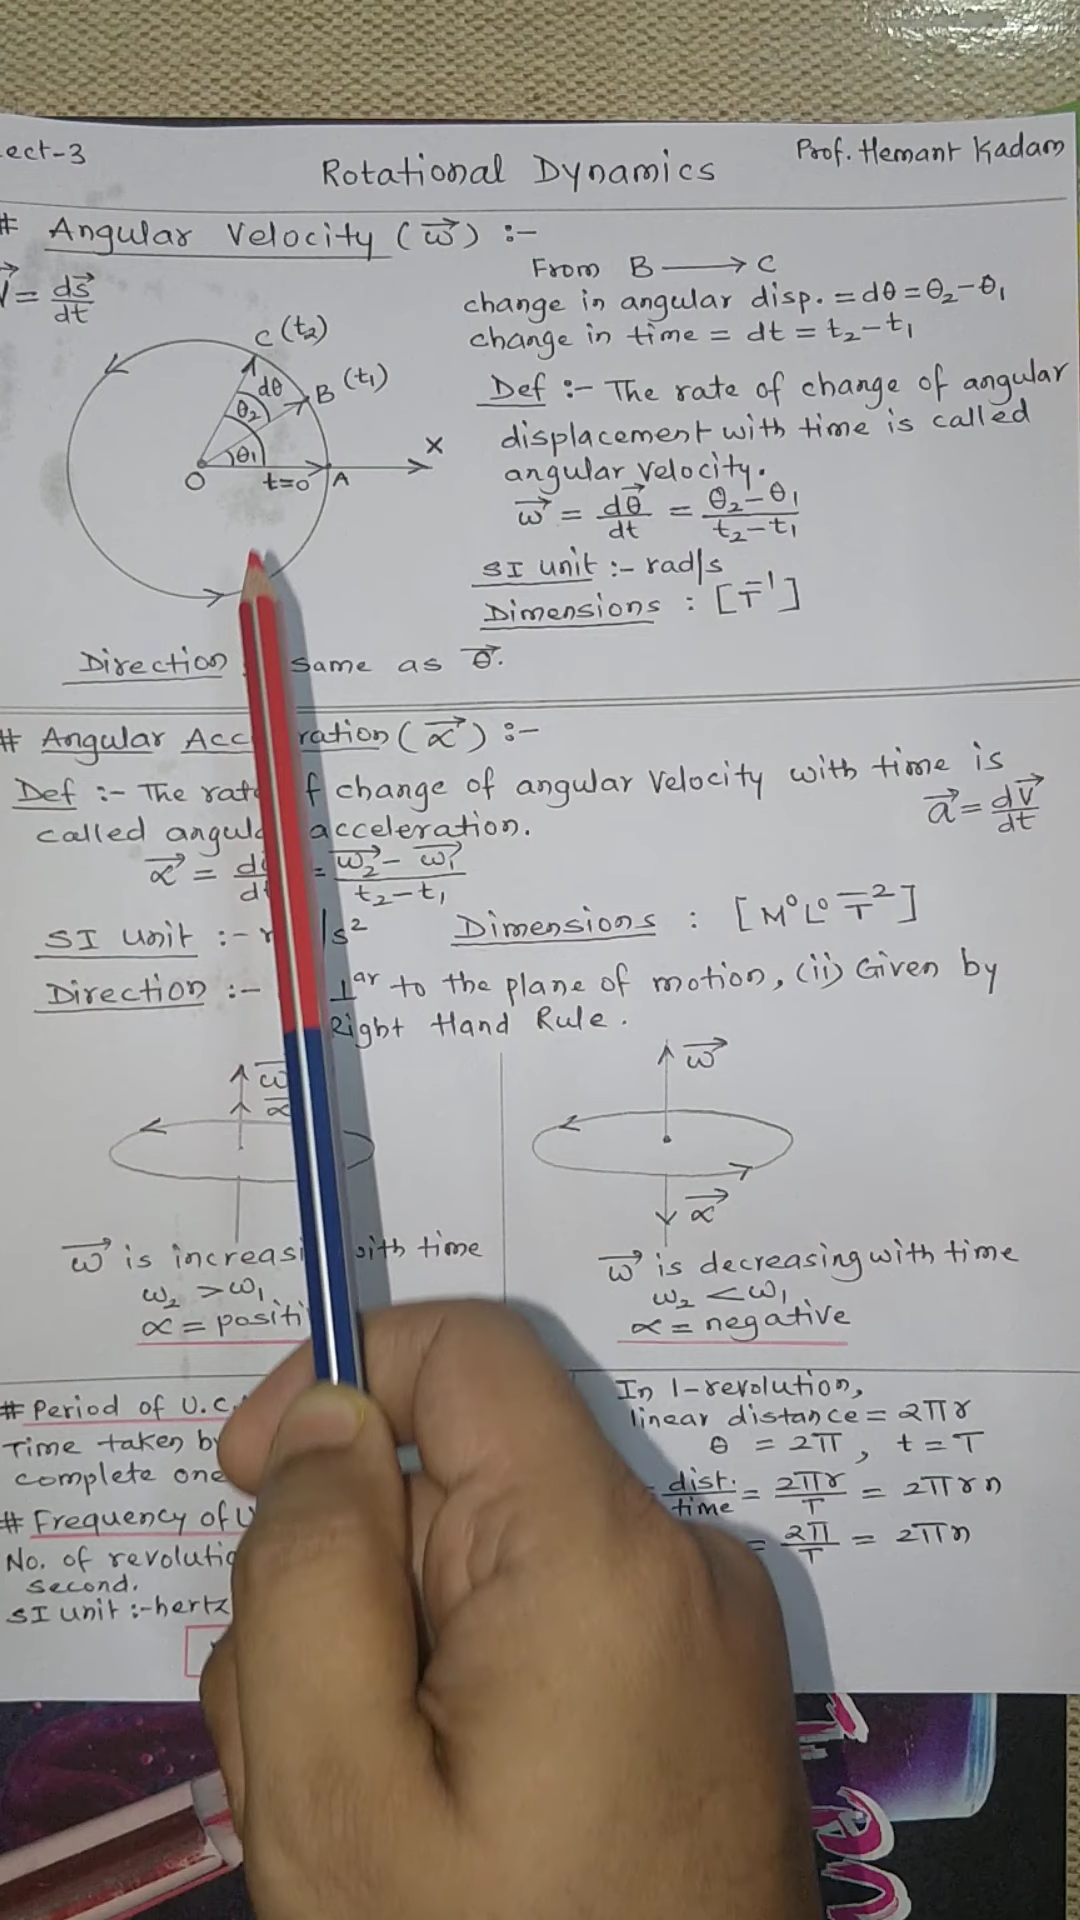 ect-3
Rotational Dynamics
Prof. Hemant Kadam
# Angular Velocity (ω⃗) :-
V⃗ = ds⃗/dt
From B ⟶ C
change in angular disp. = dθ = θ₂-θ₁
change in time = dt = t₂-t₁
C (t₂)
dθ
B (t₁)
θ₂
θ₁
X
O
t=0
A
Def :- The rate of change of angular
displacement with time is called
angular velocity.
ω⃗ = dθ⃗/dt = θ₂-θ₁/t₂-t₁
SI unit :- rad/s
Dimensions : [T⁻¹]
Direction same as θ⃗.
# Angular Acc ration (α⃗) :-
Def :- The rat f change of angular velocity with time is
called angul acceleration.
a⃗ = dV⃗/dt
α⃗ = d = ω₂⃗ - ω₁⃗/t₂-t₁
SI Unit :- r /s²
Dimensions : [M⁰L⁰T⁻²]
Direction :- ⊥ᵃʳ to the plane of motion, (ii) Given by
Right Hand Rule.
ω⃗
α
ω⃗
α⃗
ω⃗ is increasi with time
ω₂ > ω₁
α = positi
ω⃗ is decreasing with time
ω₂ < ω₁
α = negative
# Period of U.C.
Time taken by
complete one
# Frequency of U
No. of revolutio
second.
SI unit :- hertz
In 1-revolution,
linear distance = 2πr
θ = 2π, t = T
dist./time = 2πr/T = 2πrn
= 2π/T = 2πn